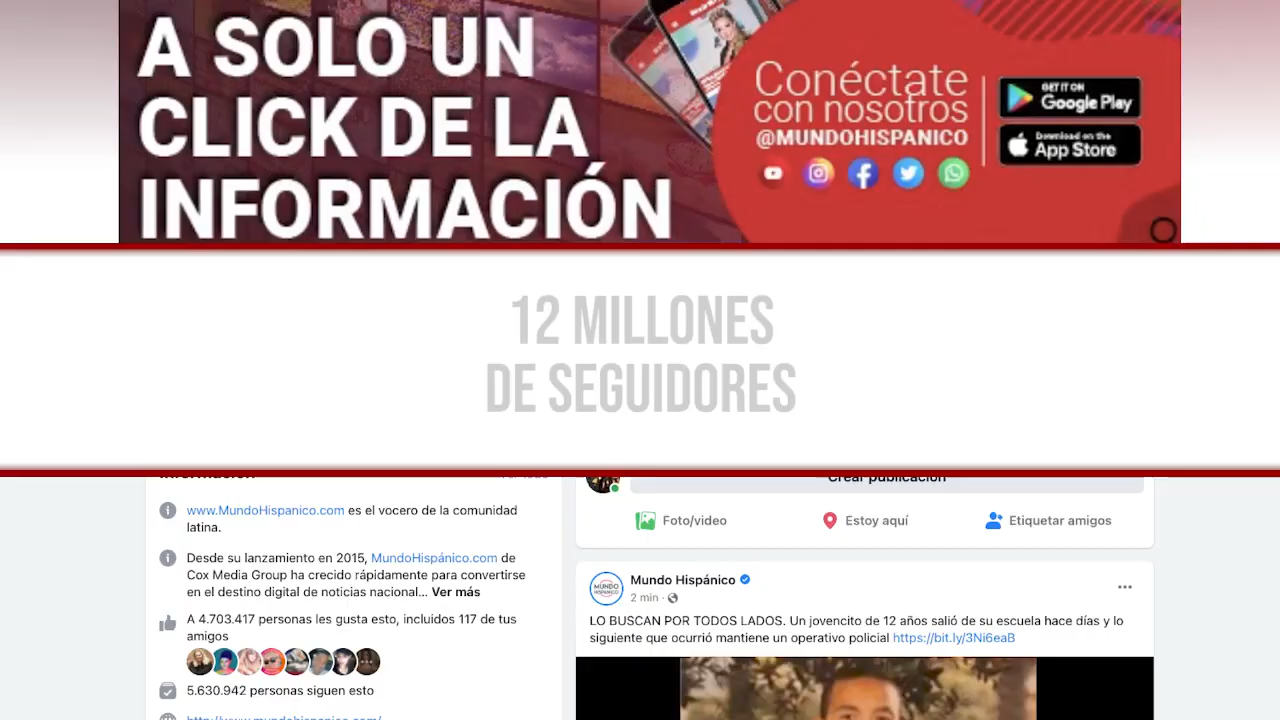 A SOLO UN
CLICK DE LA
INFORMACIÓN
Conéctate
con nosotros
@MUNDOHISPANICO
GET IT ON
Google Play
Download on the
App Store
12 MILLONES
DE SEGUIDORES
www.MundoHispanico.com es el vocero de la comunidad
latina.
Desde su lanzamiento en 2015, MundoHispánico.com de
Cox Media Group ha crecido rápidamente para convertirse
en el destino digital de noticias nacional... Ver más
A 4.703.417 personas les gusta esto, incluidos 117 de tus
amigos
5.630.942 personas siguen esto
http://www.mundohispanico.com/
Crear publicación
Foto/video
Estoy aquí
Etiquetar amigos
MUNDO
HISPANICO
Mundo Hispánico
2 min
LO BUSCAN POR TODOS LADOS. Un jovencito de 12 años salió de su escuela hace días y lo
siguiente que ocurrió mantiene un operativo policial https://bit.ly/3Ni6eaB